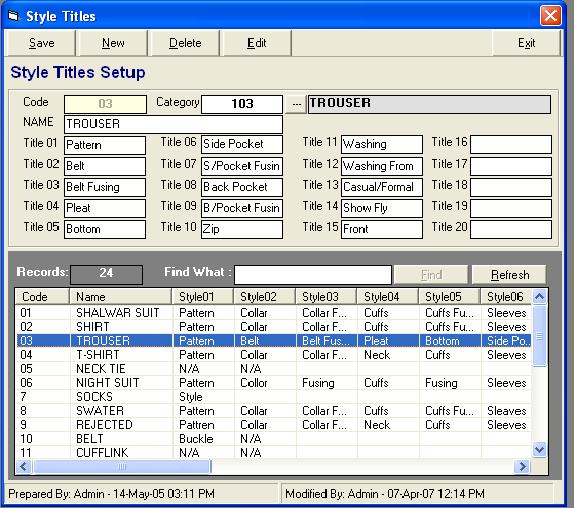 Style Titles
Save New Delete Edit Exit
Style Titles Setup
Code 03 Category 103 ... TROUSER
NAME TROUSER
Title 01 Pattern Title 06 Side Pocket Title 11 Washing Title 16
Title 02 Belt Title 07 S/Pocket Fusin Title 12 Washing From Title 17
Title 03 Belt Fusing Title 08 Back Pocket Title 13 Casual/Formal Title 18
Title 04 Pleat Title 09 B/Pocket Fusin Title 14 Show Fly Title 19
Title 05 Bottom Title 10 Zip Title 15 Front Title 20
Records: 24 Find What : Find Refresh
Code Name Style01 Style02 Style03 Style04 Style05 Style06
01 SHALWAR SUIT Pattern Collar Collar F... Cuffs Cuffs Fu... Sleeves
02 SHIRT Pattern Collar Collar F... Cuffs Cuffs Fu... Sleeves
03 TROUSER Pattern Belt Belt Fus... Pleat Bottom Side Po...
04 T-SHIRT Pattern Collar Collar F... Neck Cuffs Sleeves
05 NECK TIE N/A N/A
06 NIGHT SUIT Pattern Collor Fusing Cuffs Fusing Sleeves
7 SOCKS Style
8 SWATER Pattern Collar Collar F... Cuffs Cuffs Fu... Sleeves
9 REJECTED Pattren Collar Collar F... Neck Cuffs Sleeves
10 BELT Buckle N/A
11 CUFFLINK N/A N/A
Prepared By: Admin - 14-May-05 03:11 PM Modified By: Admin - 07-Apr-07 12:14 PM